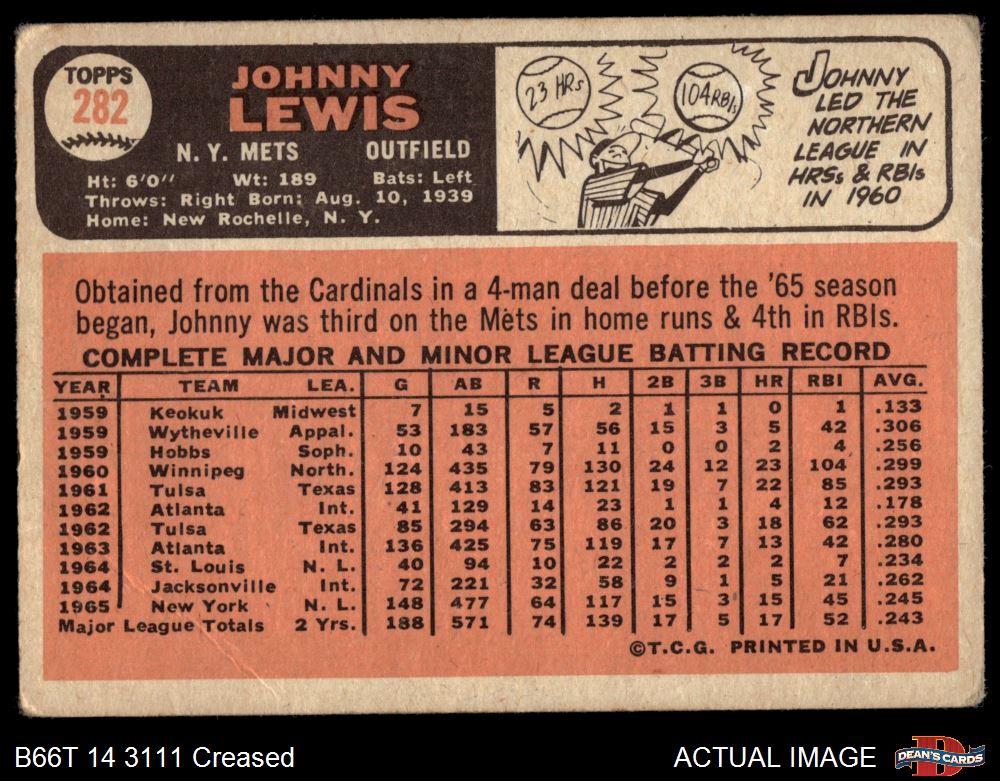 TOPPS
282
JOHNNY
LEWIS
N. Y. METS OUTFIELD
Ht: 6'0" Wt: 189 Bats: Left
Throws: Right Born: Aug. 10, 1939
Home: New Rochelle, N. Y.
23 HRs
104 RBIs
JOHNNY
LED THE
NORTHERN
LEAGUE IN
HRSs & RBIs
IN 1960
Obtained from the Cardinals in a 4-man deal before the '65 season
began, Johnny was third on the Mets in home runs & 4th in RBIs.
COMPLETE MAJOR AND MINOR LEAGUE BATTING RECORD
YEAR TEAM LEA. G AB R H 2B 3B HR RBI AVG.
1959 Keokuk Midwest 7 15 5 2 1 1 0 1 .133
1959 Wytheville Appal. 53 183 57 56 15 3 5 42 .306
1959 Hobbs Soph. 10 43 7 11 0 0 2 4 .256
1960 Winnipeg North. 124 435 79 130 24 12 23 104 .299
1961 Tulsa Texas 128 413 83 121 19 7 22 85 .293
1962 Atlanta Int. 41 129 14 23 1 1 4 12 .178
1962 Tulsa Texas 85 294 63 86 20 3 18 62 .293
1963 Atlanta Int. 136 425 75 119 17 7 13 42 .280
1964 St. Louis N. L. 40 94 10 22 2 2 2 7 .234
1964 Jacksonville Int. 72 221 32 58 9 1 5 21 .262
1965 New York N. L. 148 477 64 117 15 3 15 45 .245
Major League Totals 2 Yrs. 188 571 74 139 17 5 17 52 .243
©T.C.G. PRINTED IN U.S.A.
B66T 14 3111 Creased ACTUAL IMAGE
D
DEAN'S CARDS